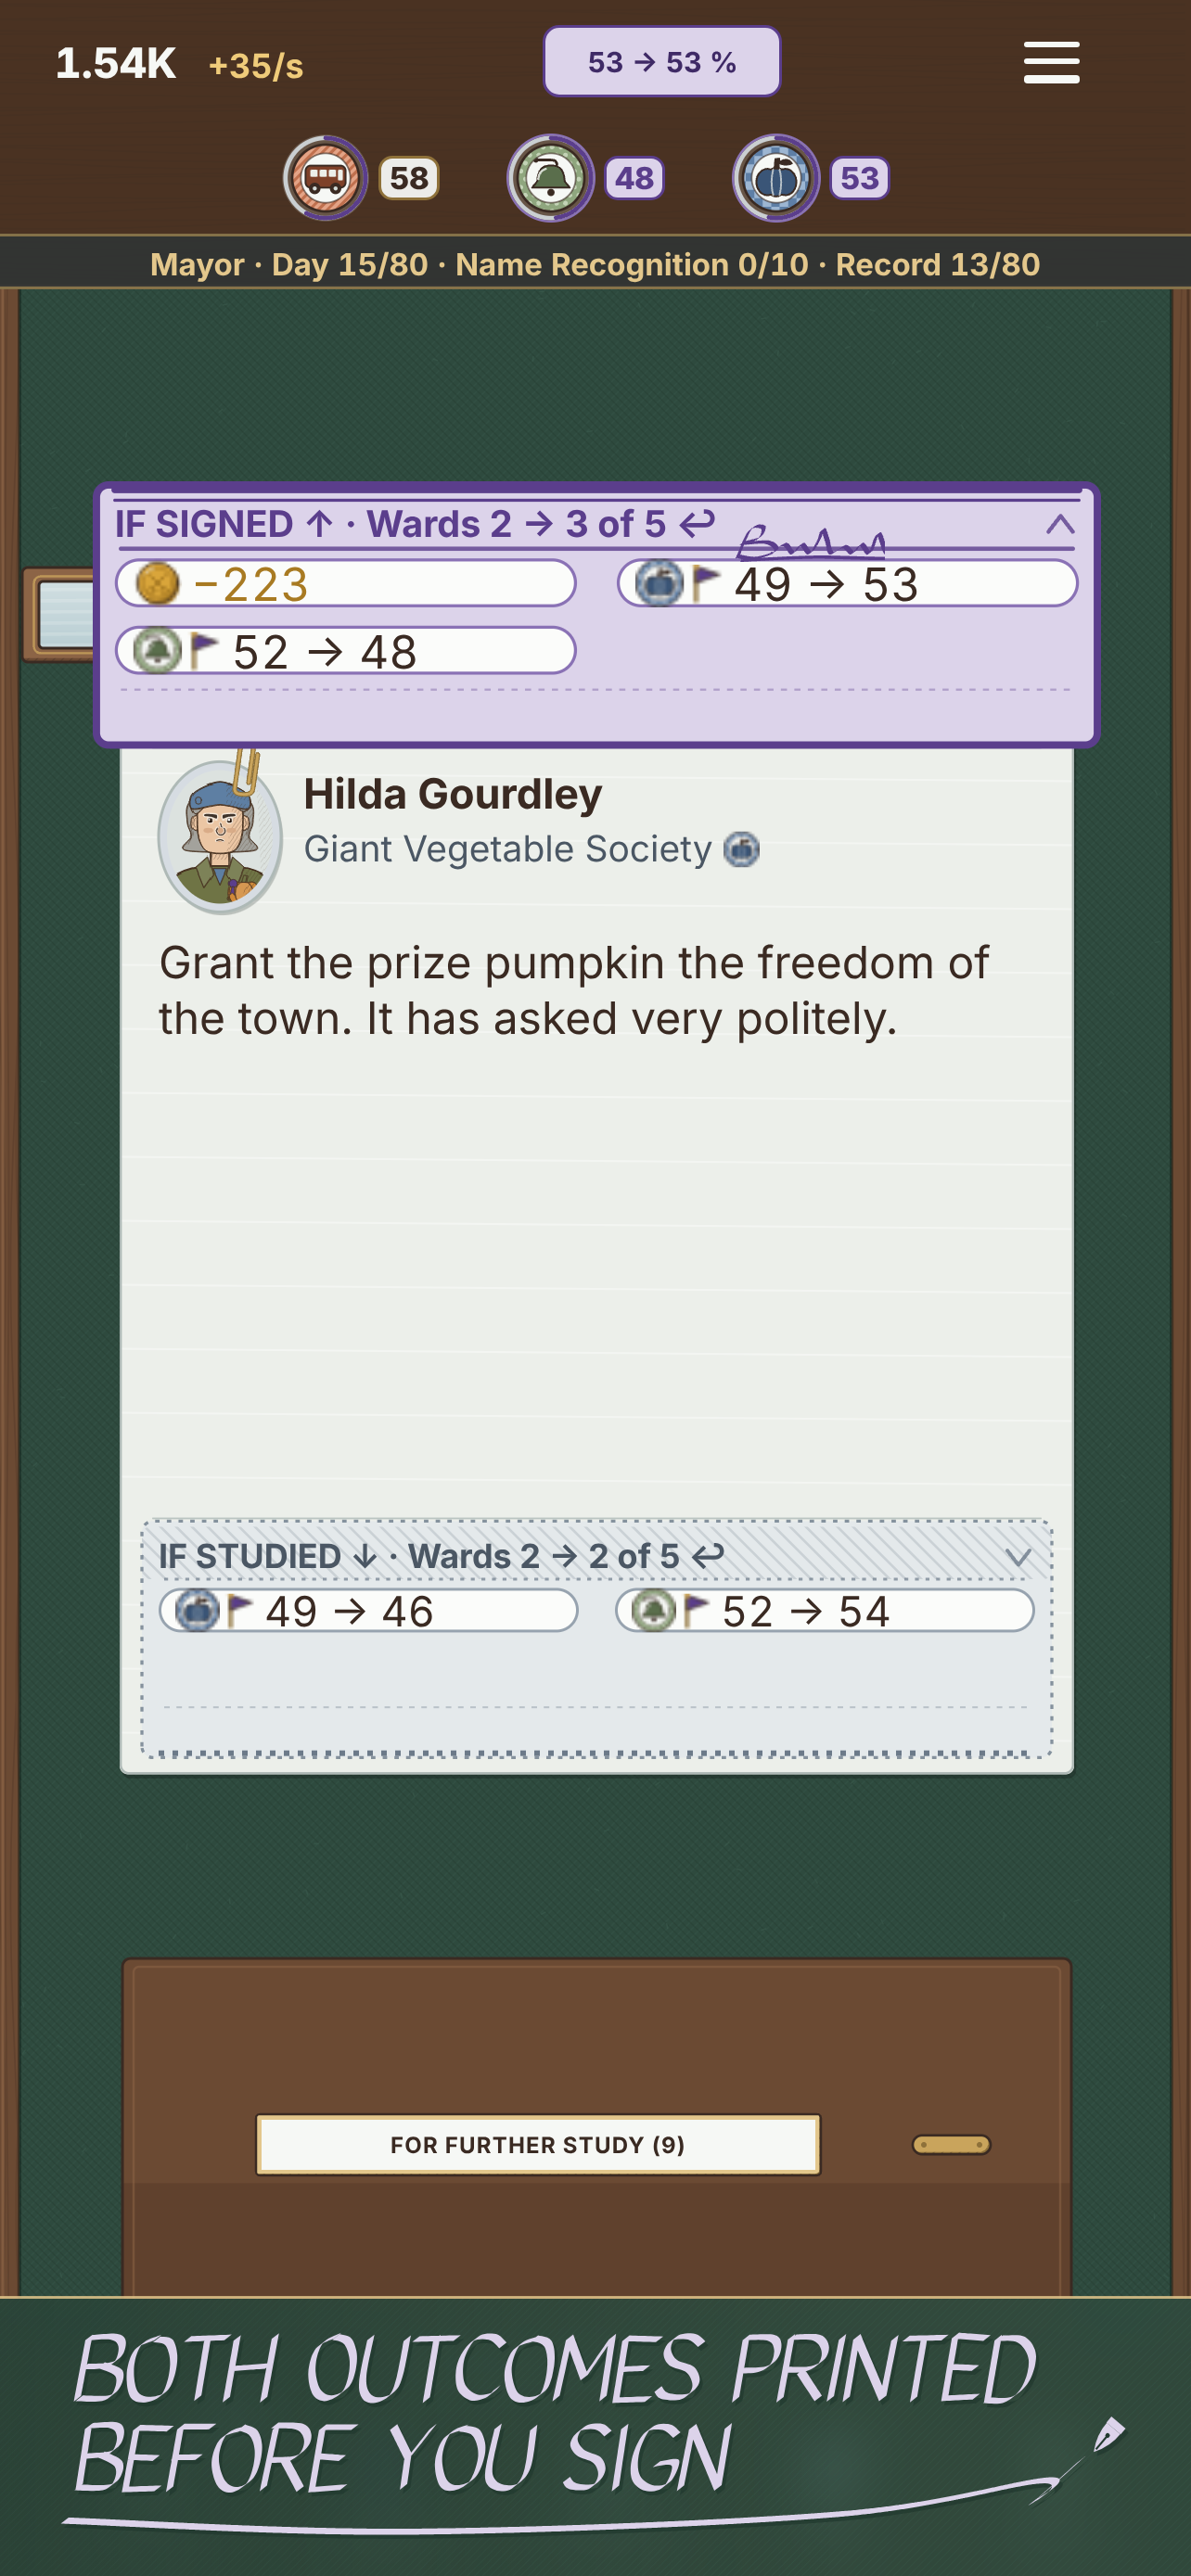 1.54K +35/s 53 → 53 %
58 48 53
Mayor · Day 15/80 · Name Recognition 0/10 · Record 13/80
IF SIGNED ↑ · Wards 2 → 3 of 5 ↩
−223 49 → 53
52 → 48
Hilda Gourdley
Giant Vegetable Society
Grant the prize pumpkin the freedom of
the town. It has asked very politely.
IF STUDIED ↓ · Wards 2 → 2 of 5 ↩
49 → 46 52 → 54
FOR FURTHER STUDY (9)
BOTH OUTCOMES PRINTED
BEFORE YOU SIGN